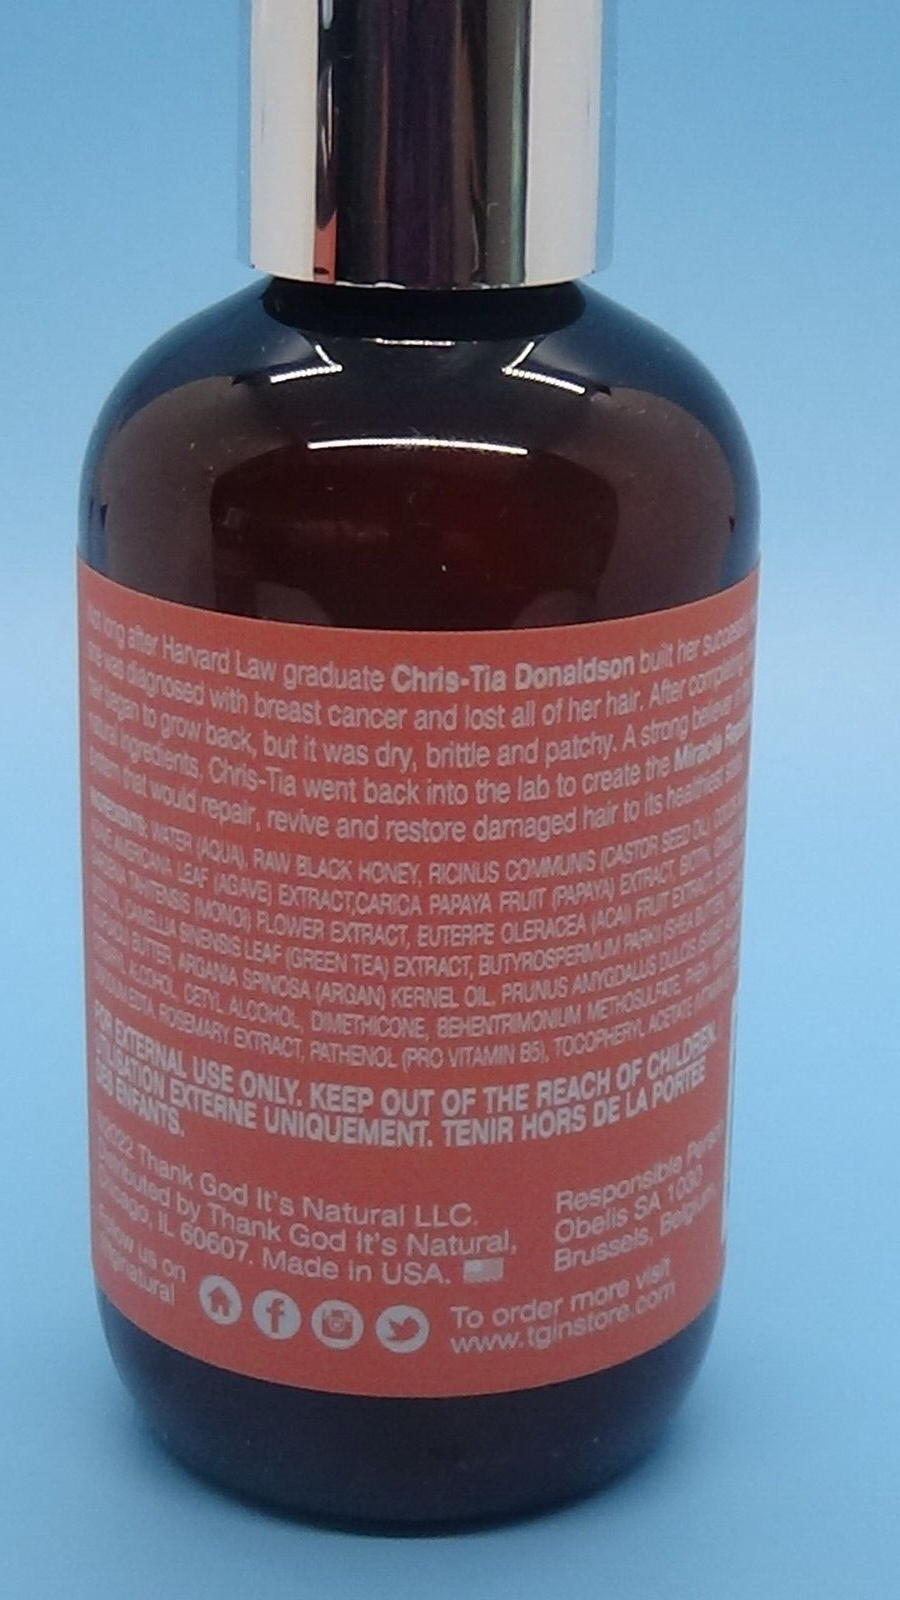 long after Harvard Law graduate Chris-Tia Donaldson built her
was diagnosed with breast cancer and lost all of her hair. After completing
began to grow back, but it was dry, brittle and patchy. A strong believer in
ingredients, Chris-Tia went back into the lab to create the Miracle
that would repair, revive and restore damaged hair to its healthiest
INGREDIENTS: WATER (AQUA), RAW BLACK HONEY, RICINUS COMMUNIS (CASTOR SEED OIL),
AMERICANA LEAF (AGAVE) EXTRACT,CARICA PAPAYA FRUIT (PAPAYA) EXTRACT, BIOTIN,
TAHITENSIS (MONOI) FLOWER EXTRACT, EUTERPE OLERACEA (ACAI) FRUIT EXTRACT,
CAMELLIA SINENSIS LEAF (GREEN TEA) EXTRACT, BUTYROSPERMUM PARKII (SHEA BUTTER),
BUTTER, ARGANIA SPINOSA (ARGAN) KERNEL OIL, PRUNUS AMYGDALUS DULCIS
ALCOHOL, CETYL ALCOHOL, DIMETHICONE, BEHENTRIMONIUM METHOSULFATE,
ROSEMARY EXTRACT, PATHENOL (PRO VITAMIN B5), TOCOPHERYL ACETATE
FOR EXTERNAL USE ONLY. KEEP OUT OF THE REACH OF CHILDREN.
UTILISATION EXTERNE UNIQUEMENT. TENIR HORS DE LA PORTEE
DES ENFANTS.
©2022 Thank God It's Natural LLC.
Distributed by Thank God It's Natural,
Chicago, IL 60607. Made in USA.
Responsible Person
Obelis SA 1030
Brussels, Belgium
Follow us on
To order more visit
www.tginstore.com